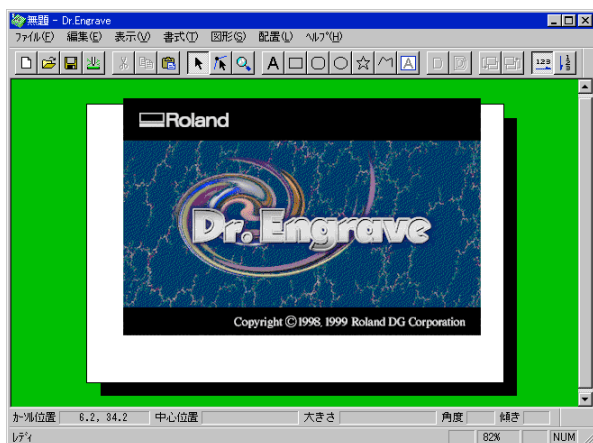 無題 - Dr.Engrave
ファイル(F) 編集(E) 表示(V) 書式(T) 図形(S) 配置(L) ヘルプ(H)
A A D 123
Roland
Dr. Engrave
Copyright ©1998, 1999 Roland DG Corporation
カーソル位置 6.2, 34.2 中心位置 大きさ 角度 傾き
レディ 82% NUM